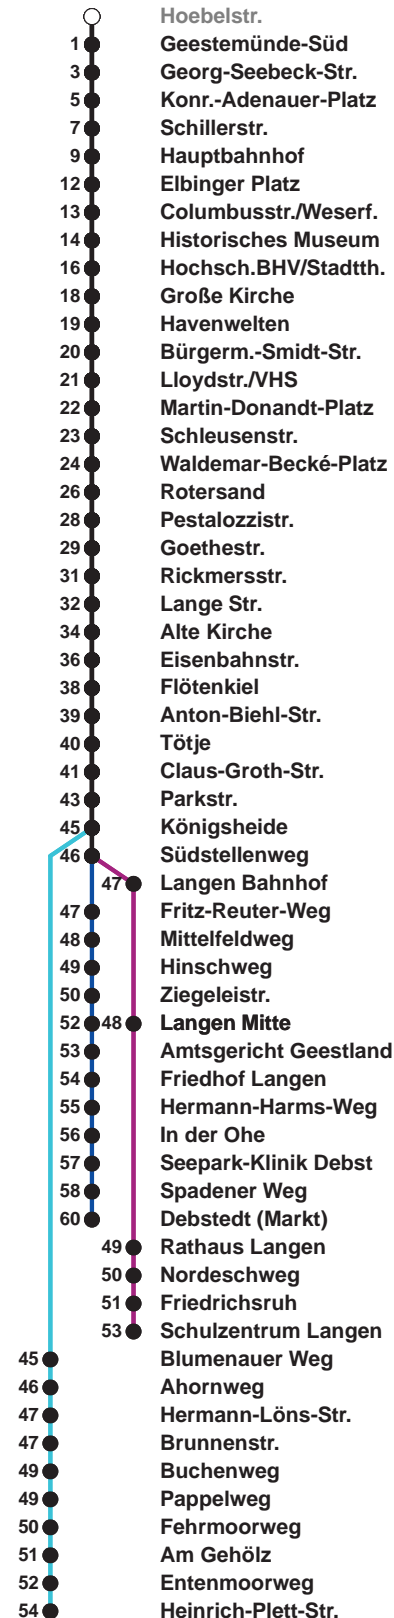 Hoebelstr.
1 Geestemünde-Süd
3 Georg-Seebeck-Str.
5 Konr.-Adenauer-Platz
7 Schillerstr.
9 Hauptbahnhof
12 Elbinger Platz
13 Columbusstr./Weserf.
14 Historisches Museum
16 Hochsch.BHV/Stadtth.
18 Große Kirche
19 Havenwelten
20 Bürgerm.-Smidt-Str.
21 Lloydstr./VHS
22 Martin-Donandt-Platz
23 Schleusenstr.
24 Waldemar-Becké-Platz
26 Rotersand
28 Pestalozzistr.
29 Goethestr.
31 Rickmersstr.
32 Lange Str.
34 Alte Kirche
36 Eisenbahnstr.
38 Flötenkiel
39 Anton-Biehl-Str.
40 Tötje
41 Claus-Groth-Str.
43 Parkstr.
45 Königsheide
46 Südstellenweg
47 Langen Bahnhof
47 Fritz-Reuter-Weg
48 Mittelfeldweg
49 Hinschweg
50 Ziegeleistr.
52 48 Langen Mitte
53 Amtsgericht Geestland
54 Friedhof Langen
55 Hermann-Harms-Weg
56 In der Ohe
57 Seepark-Klinik Debst
58 Spadener Weg
60 Debstedt (Markt)
49 Rathaus Langen
50 Nordeschweg
51 Friedrichsruh
53 Schulzentrum Langen
45 Blumenauer Weg
46 Ahornweg
47 Hermann-Löns-Str.
47 Brunnenstr.
49 Buchenweg
49 Pappelweg
50 Fehrmoorweg
51 Am Gehölz
52 Entenmoorweg
54 Heinrich-Plett-Str.